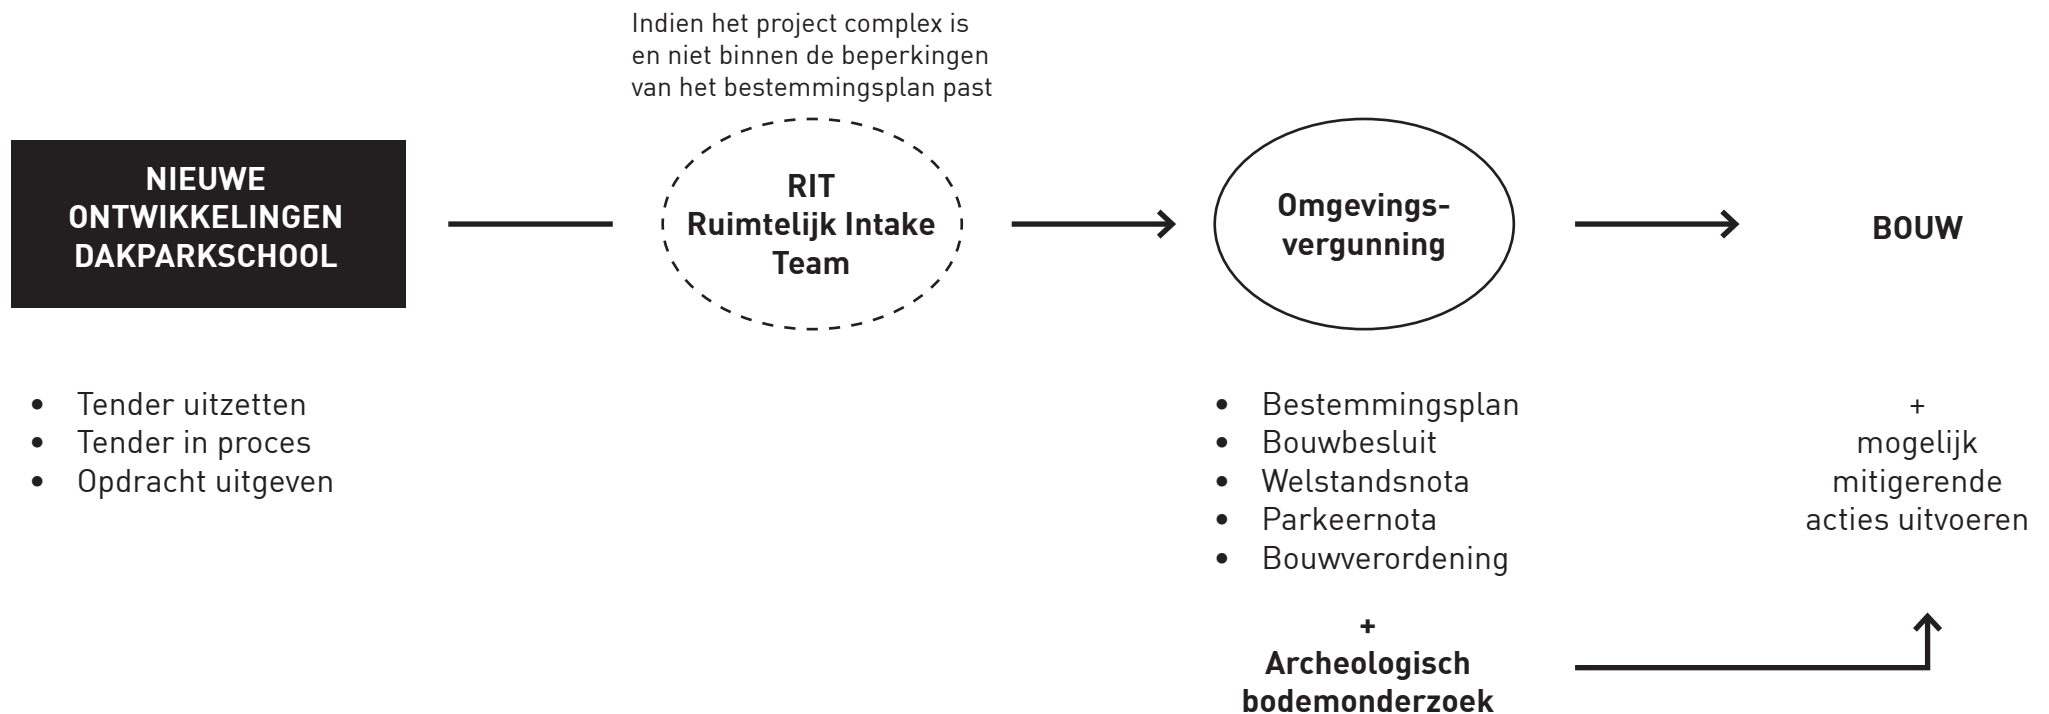 Indien het project complex is
en niet binnen de beperkingen
van het bestemmingsplan past
NIEUWE
ONTWIKKELINGEN
DAKPARKSCHOOL
RIT
Ruimtelijk Intake
Team
Omgevings-
vergunning
BOUW
• Tender uitzetten
• Tender in proces
• Opdracht uitgeven
• Bestemmingsplan
• Bouwbesluit
• Welstandsnota
• Parkeernota
• Bouwverordening
+
Archeologisch
bodemonderzoek
+
mogelijk
mitigerende
acties uitvoeren